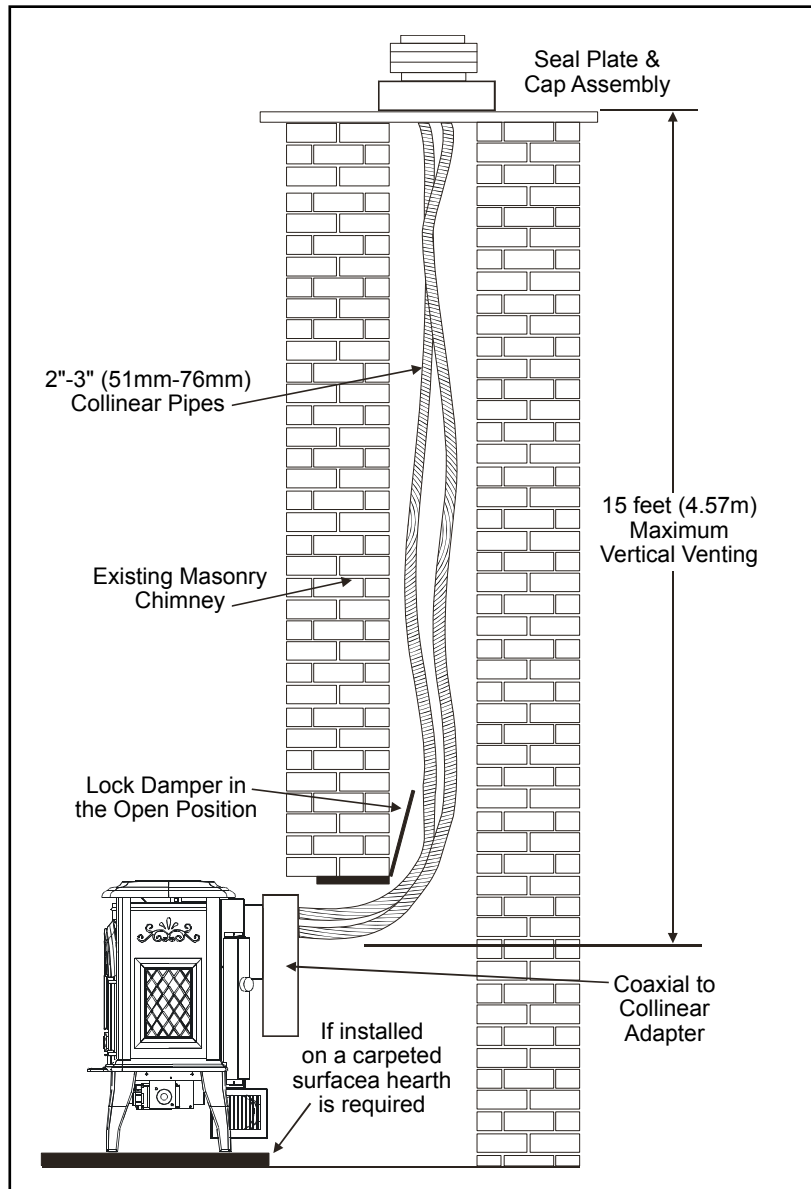 Seal Plate &
Cap Assembly
2"-3" (51mm-76mm)
Collinear Pipes
15 feet (4.57m)
Maximum
Vertical Venting
Existing Masonry
Chimney
Lock Damper in
the Open Position
Coaxial to
Collinear
Adapter
If installed
on a carpeted
surfacea hearth
is required